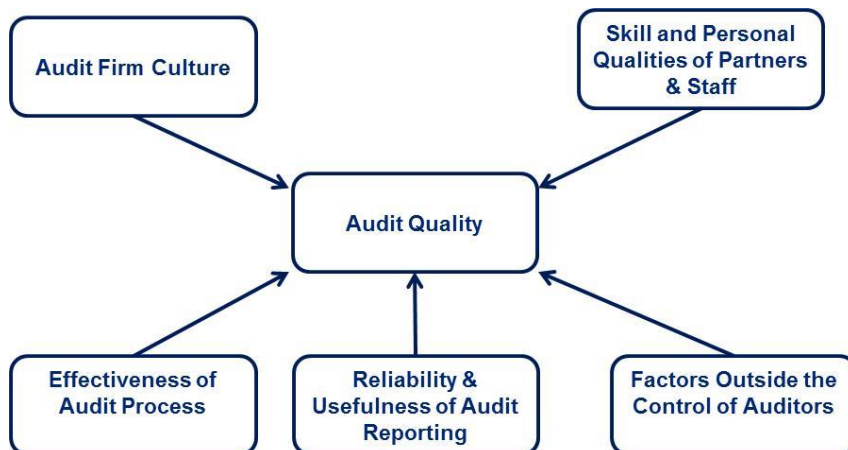 Audit Firm Culture
Skill and Personal
Qualities of Partners
& Staff
Audit Quality
Effectiveness of
Audit Process
Reliability &
Usefulness of Audit
Reporting
Factors Outside the
Control of Auditors